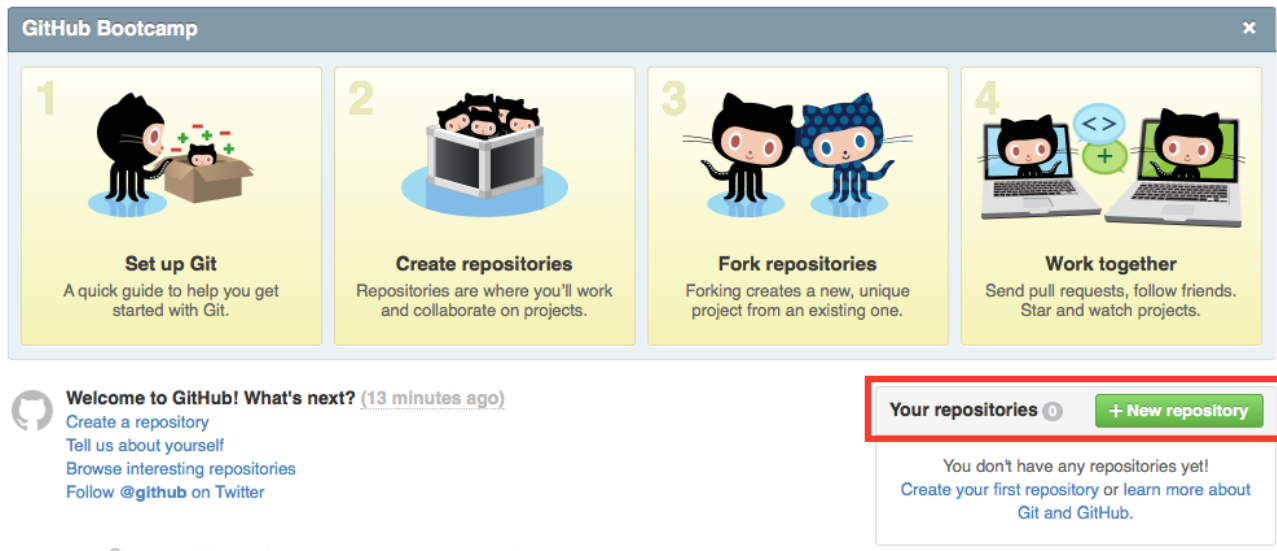 GitHub Bootcamp
×
1
Set up Git
A quick guide to help you get
started with Git.
2
Create repositories
Repositories are where you'll work
and collaborate on projects.
3
Fork repositories
Forking creates a new, unique
project from an existing one.
4
<>
+
Work together
Send pull requests, follow friends.
Star and watch projects.
Welcome to GitHub! What's next? (13 minutes ago)
Create a repository
Tell us about yourself
Browse interesting repositories
Follow @github on Twitter
Your repositories 0
+ New repository
You don't have any repositories yet!
Create your first repository or learn more about
Git and GitHub.